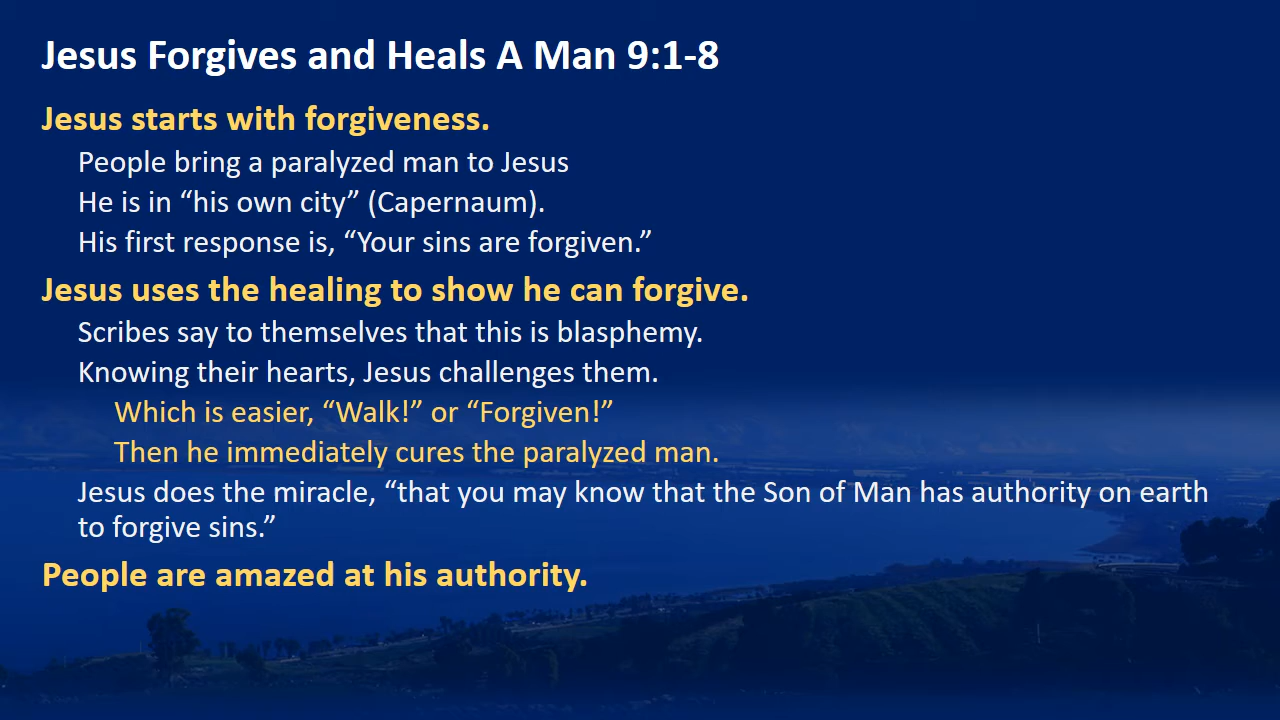 Jesus Forgives and Heals A Man 9:1-8
Jesus starts with forgiveness.
People bring a paralyzed man to Jesus
He is in “his own city” (Capernaum).
His first response is, “Your sins are forgiven.”
Jesus uses the healing to show he can forgive.
Scribes say to themselves that this is blasphemy.
Knowing their hearts, Jesus challenges them.
Which is easier, “Walk!” or “Forgiven!”
Then he immediately cures the paralyzed man.
Jesus does the miracle, “that you may know that the Son of Man has authority on earth
to forgive sins.”
People are amazed at his authority.